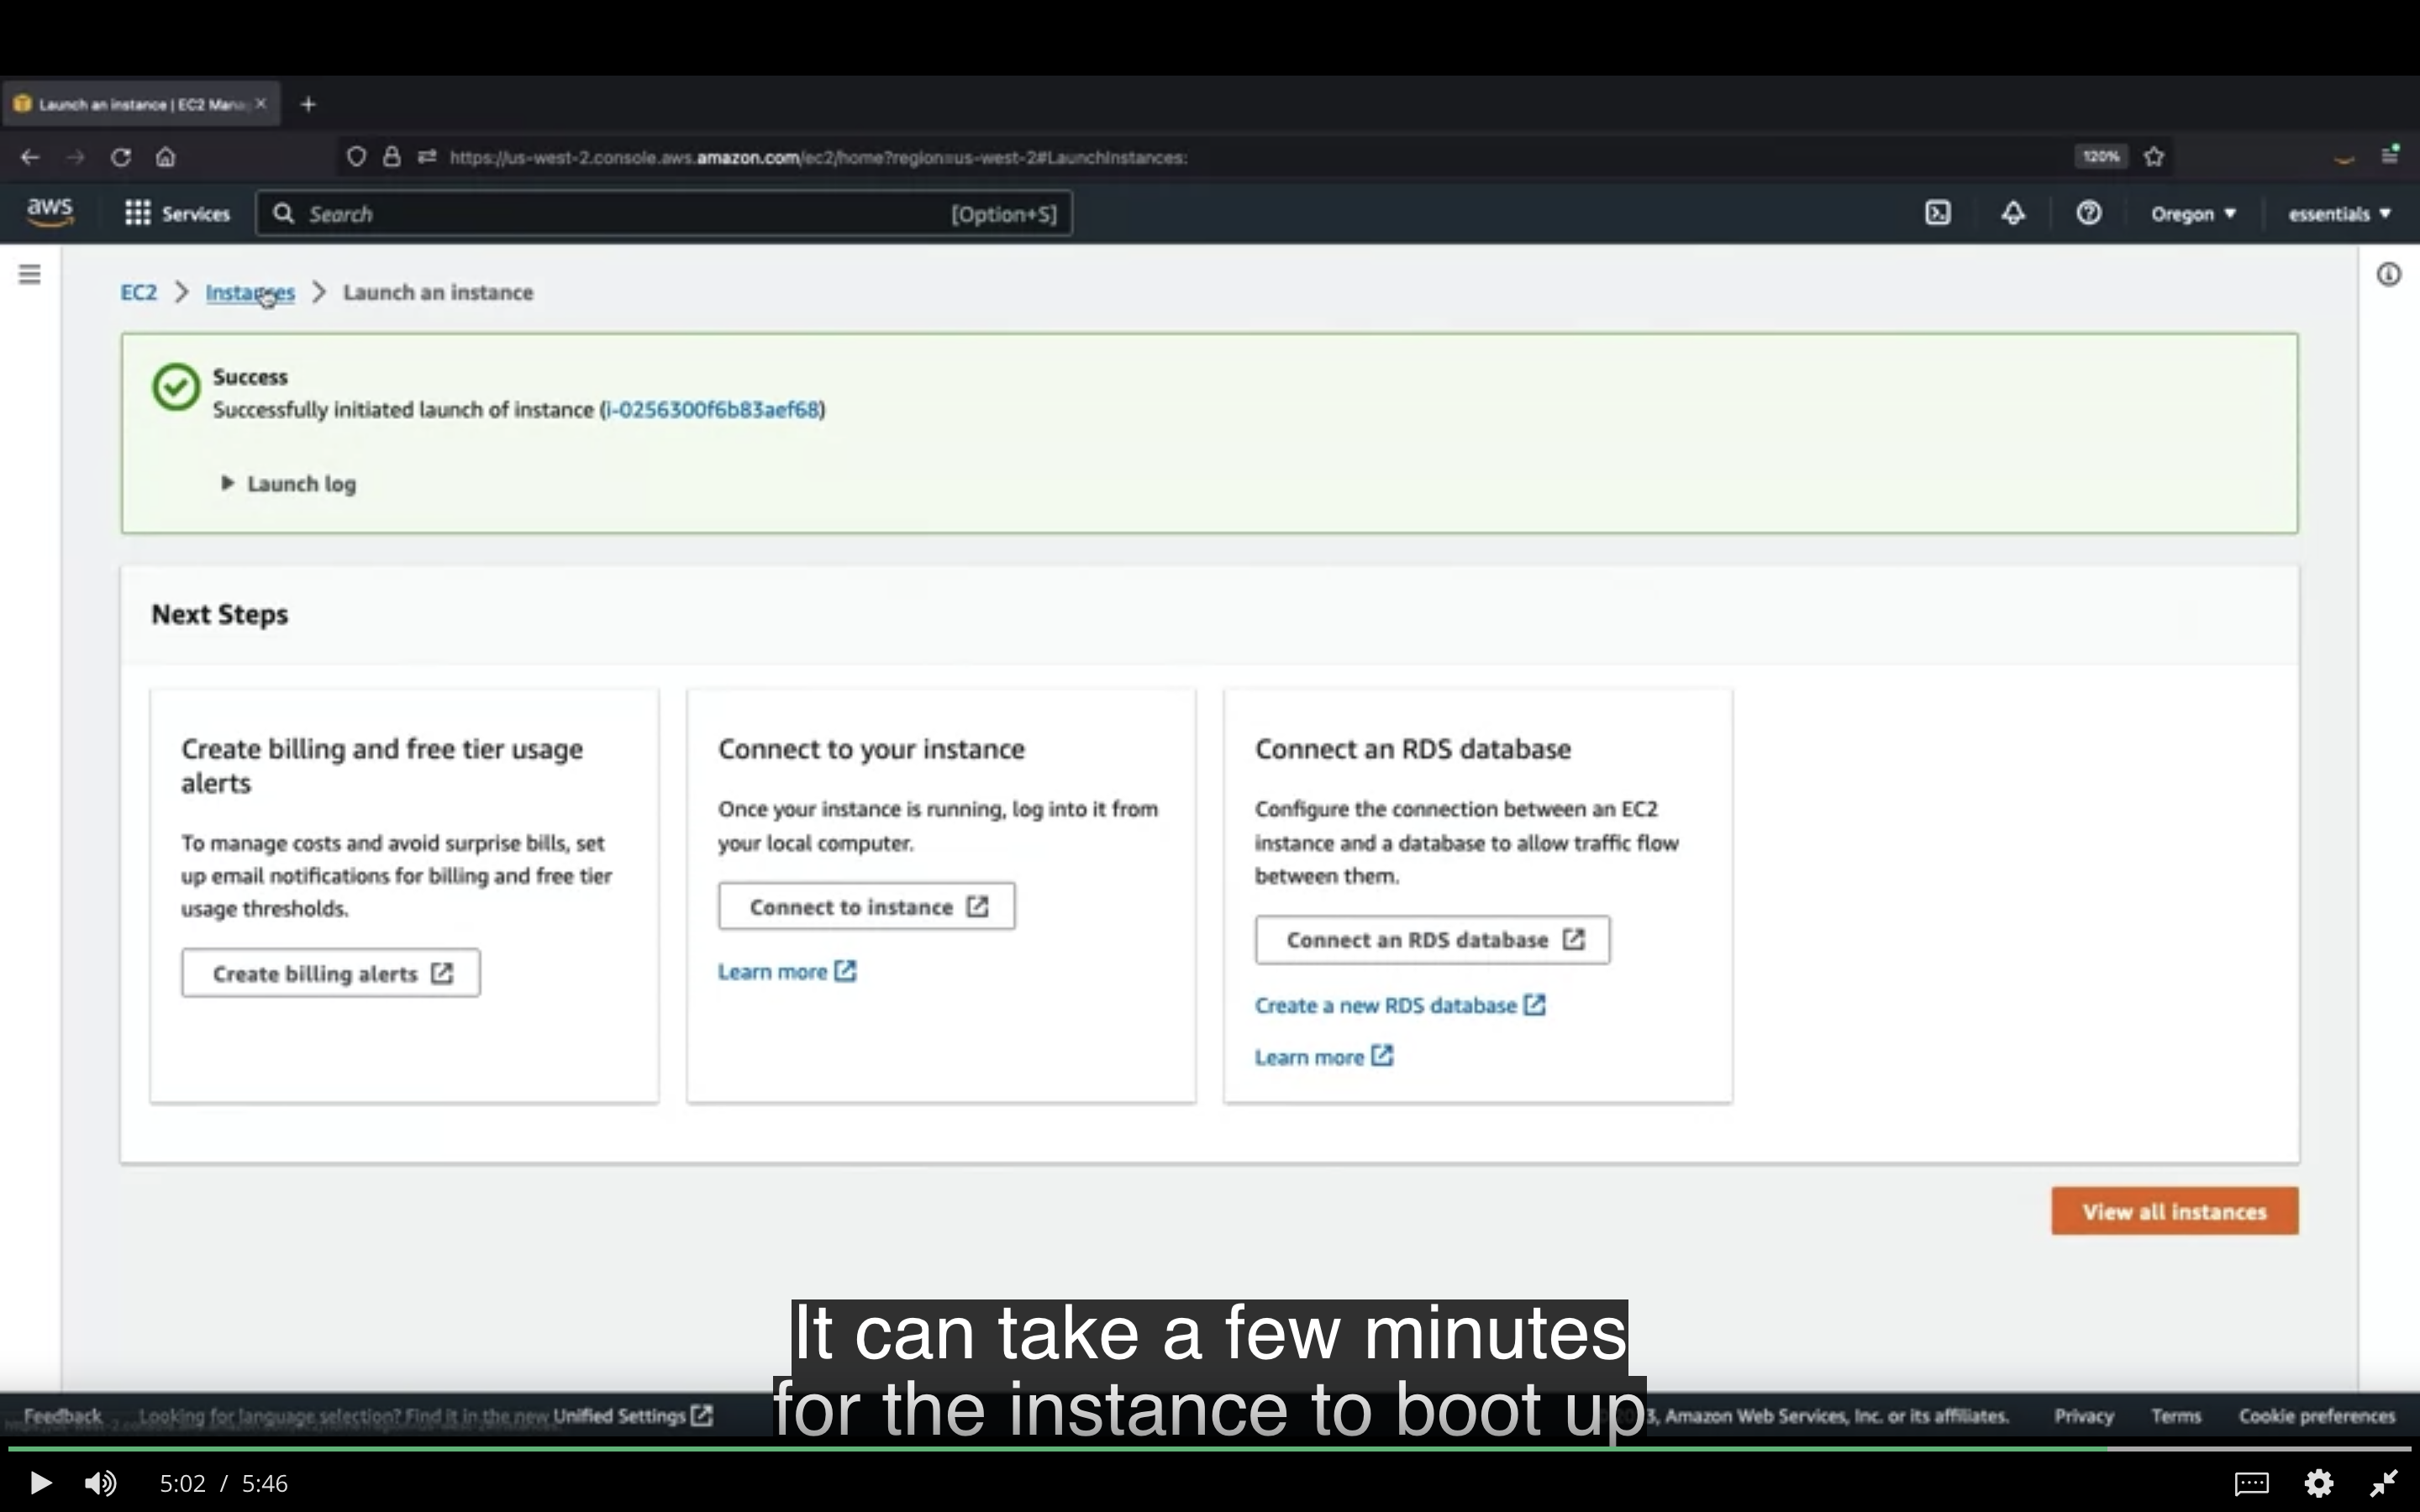 Launch an instance | EC2 Mana
https://us-west-2.console.aws.amazon.com/ec2/home?region=us-west-2#LaunchInstances:
120%
aws
Services
Search
[Option+S]
Oregon
essentials
EC2 > Instances > Launch an instance
Success
Successfully initiated launch of instance (i-0256300f6b83aef68)
Launch log
Next Steps
Create billing and free tier usage
alerts
To manage costs and avoid surprise bills, set
up email notifications for billing and free tier
usage thresholds.
Create billing alerts
Connect to your instance
Once your instance is running, log into it from
your local computer.
Connect to instance
Learn more
Connect an RDS database
Configure the connection between an EC2
instance and a database to allow traffic flow
between them.
Connect an RDS database
Create a new RDS database
Learn more
View all instances
It can take a few minutes
for the instance to boot up
Feedback
Looking for language selection? Find it in the new Unified Settings
3, Amazon Web Services, Inc. or its affiliates.
Privacy
Terms
Cookie preferences
5:02 / 5:46